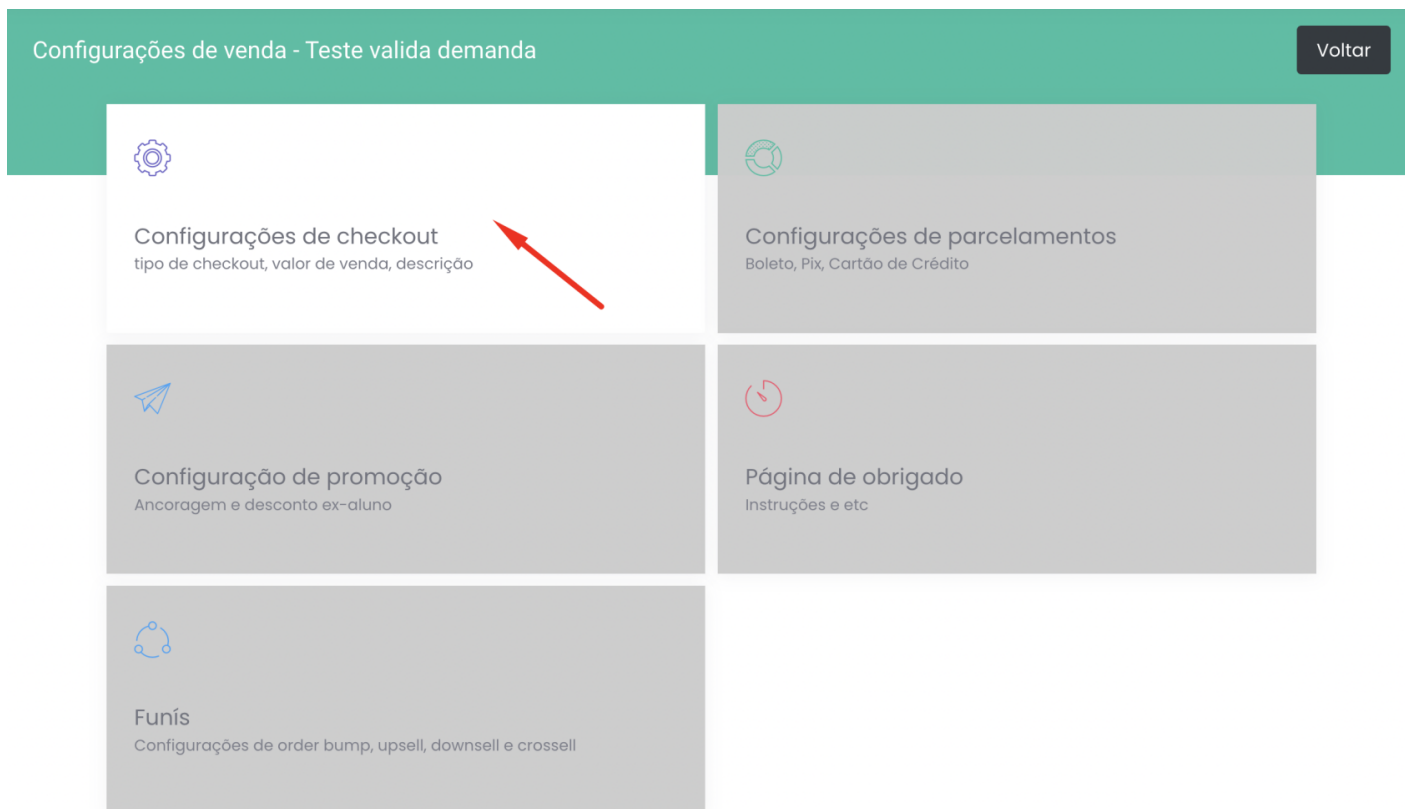 Configurações de venda - Teste valida demanda
Voltar
Configurações de checkout
tipo de checkout, valor de venda, descrição
Configurações de parcelamentos
Boleto, Pix, Cartão de Crédito
Configuração de promoção
Ancoragem e desconto ex-aluno
Página de obrigado
Instruções e etc
Funís
Configurações de order bump, upsell, downsell e crossell